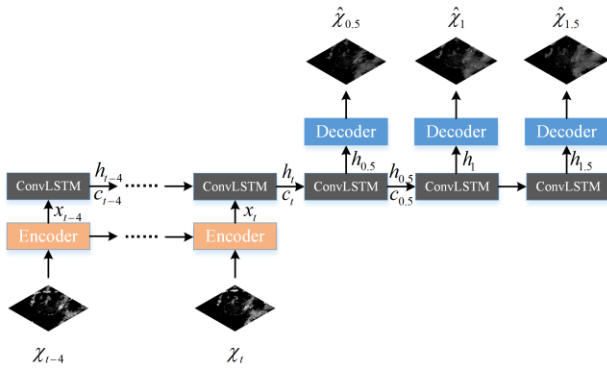 χ̂0.5 χ̂1 χ̂1.5
Decoder Decoder Decoder
h0.5 h1 h1.5
ht−4 ht h0.5
ConvLSTM ...... ConvLSTM ConvLSTM ConvLSTM ConvLSTM
ct−4 ct c0.5
xt−4 xt
Encoder ...... Encoder
χt−4 χt